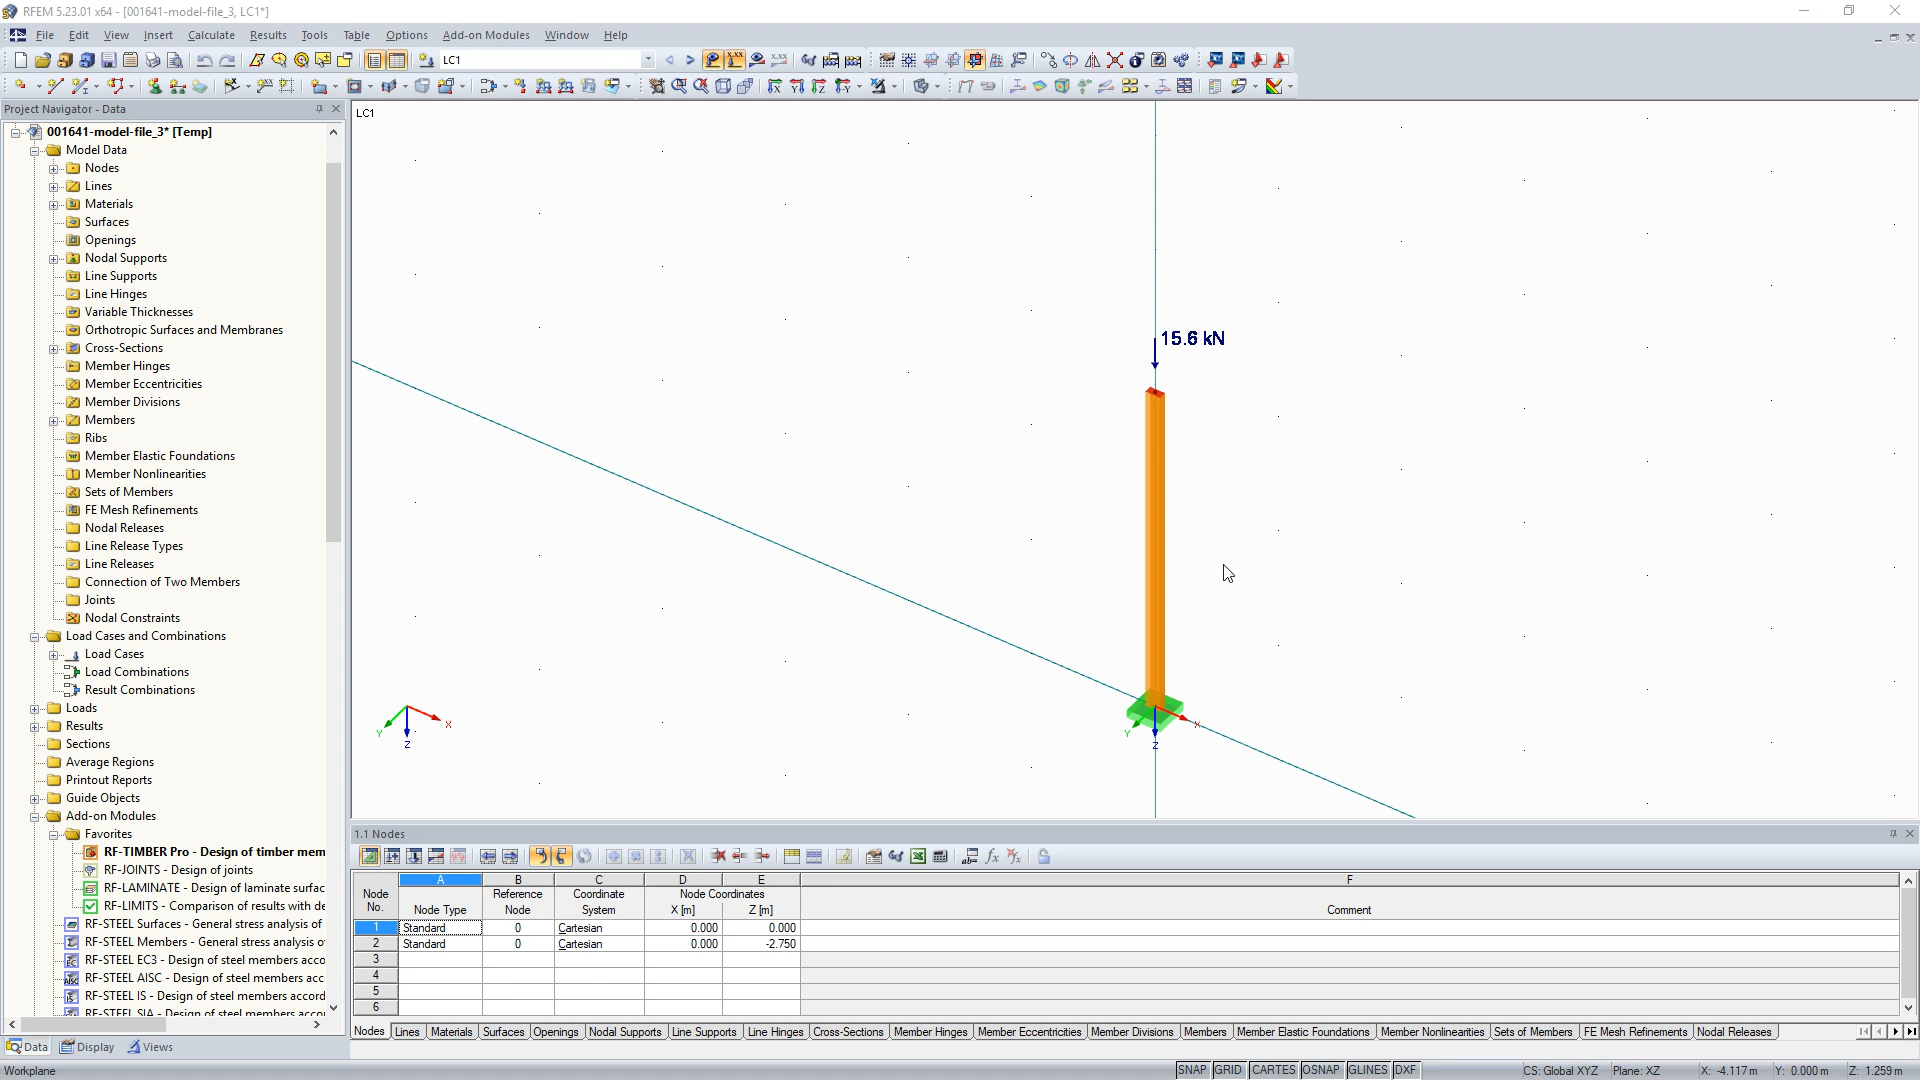 RFEM 5.23.01 x64 - [001641-model-file_3, LC1*]
File Edit View Insert Calculate Results Tools Table Options Add-on Modules Window Help
LC1
Project Navigator - Data
001641-model-file_3* [Temp]
Model Data
Nodes
Lines
Materials
Surfaces
Openings
Nodal Supports
Line Supports
Line Hinges
Variable Thicknesses
Orthotropic Surfaces and Membranes
Cross-Sections
Member Hinges
Member Eccentricities
Member Divisions
Members
Ribs
Member Elastic Foundations
Member Nonlinearities
Sets of Members
FE Mesh Refinements
Nodal Releases
Line Release Types
Line Releases
Connection of Two Members
Joints
Nodal Constraints
Load Cases and Combinations
Load Cases
Load Combinations
Result Combinations
Loads
Results
Sections
Average Regions
Printout Reports
Guide Objects
Add-on Modules
Favorites
RF-TIMBER Pro - Design of timber mem
RF-JOINTS - Design of joints
RF-LAMINATE - Design of laminate surfac
RF-LIMITS - Comparison of results with de
RF-STEEL Surfaces - General stress analysis of
RF-STEEL Members - General stress analysis o
RF-STEEL EC3 - Design of steel members acco
RF-STEEL AISC - Design of steel members acc
RF-STEEL IS - Design of steel members accord
RF-STEEL SIA - Design of steel members accor
Data Display Views
LC1
15.6 kN
X
Y
Z
X
Y
Z
1.1 Nodes
A B C D E F
Node Reference Coordinate Node Coordinates
No. Node Type Node System X [m] Z [m] Comment
1 Standard 0 Cartesian 0.000 0.000
2 Standard 0 Cartesian 0.000 -2.750
3
4
5
6
Nodes Lines Materials Surfaces Openings Nodal Supports Line Supports Line Hinges Cross-Sections Member Hinges Member Eccentricities Member Divisions Members Member Elastic Foundations Member Nonlinearities Sets of Members FE Mesh Refinements Nodal Releases
Workplane SNAP GRID CARTES OSNAP GLINES DXF CS: Global XYZ Plane: XZ X: -4.117 m Y: 0.000 m Z: 1.259 m